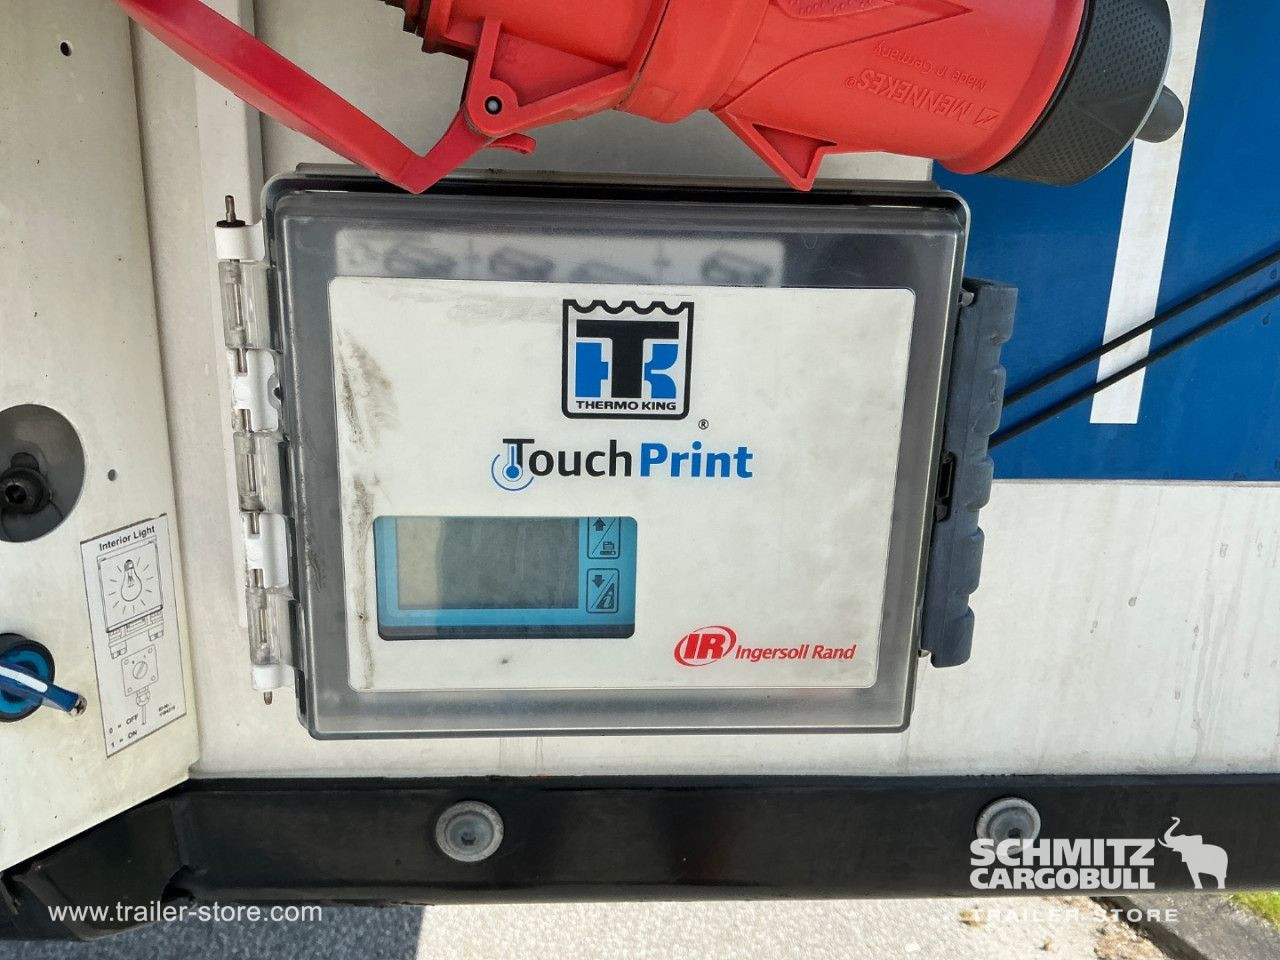 Made in Germany
MENNEKES®
THERMO KING
®
TouchPrint
i
IR Ingersoll Rand
Interior Light
0 = OFF
1 = ON
SCHMITZ
CARGOBULL
TRAILER STORE
www.trailer-store.com